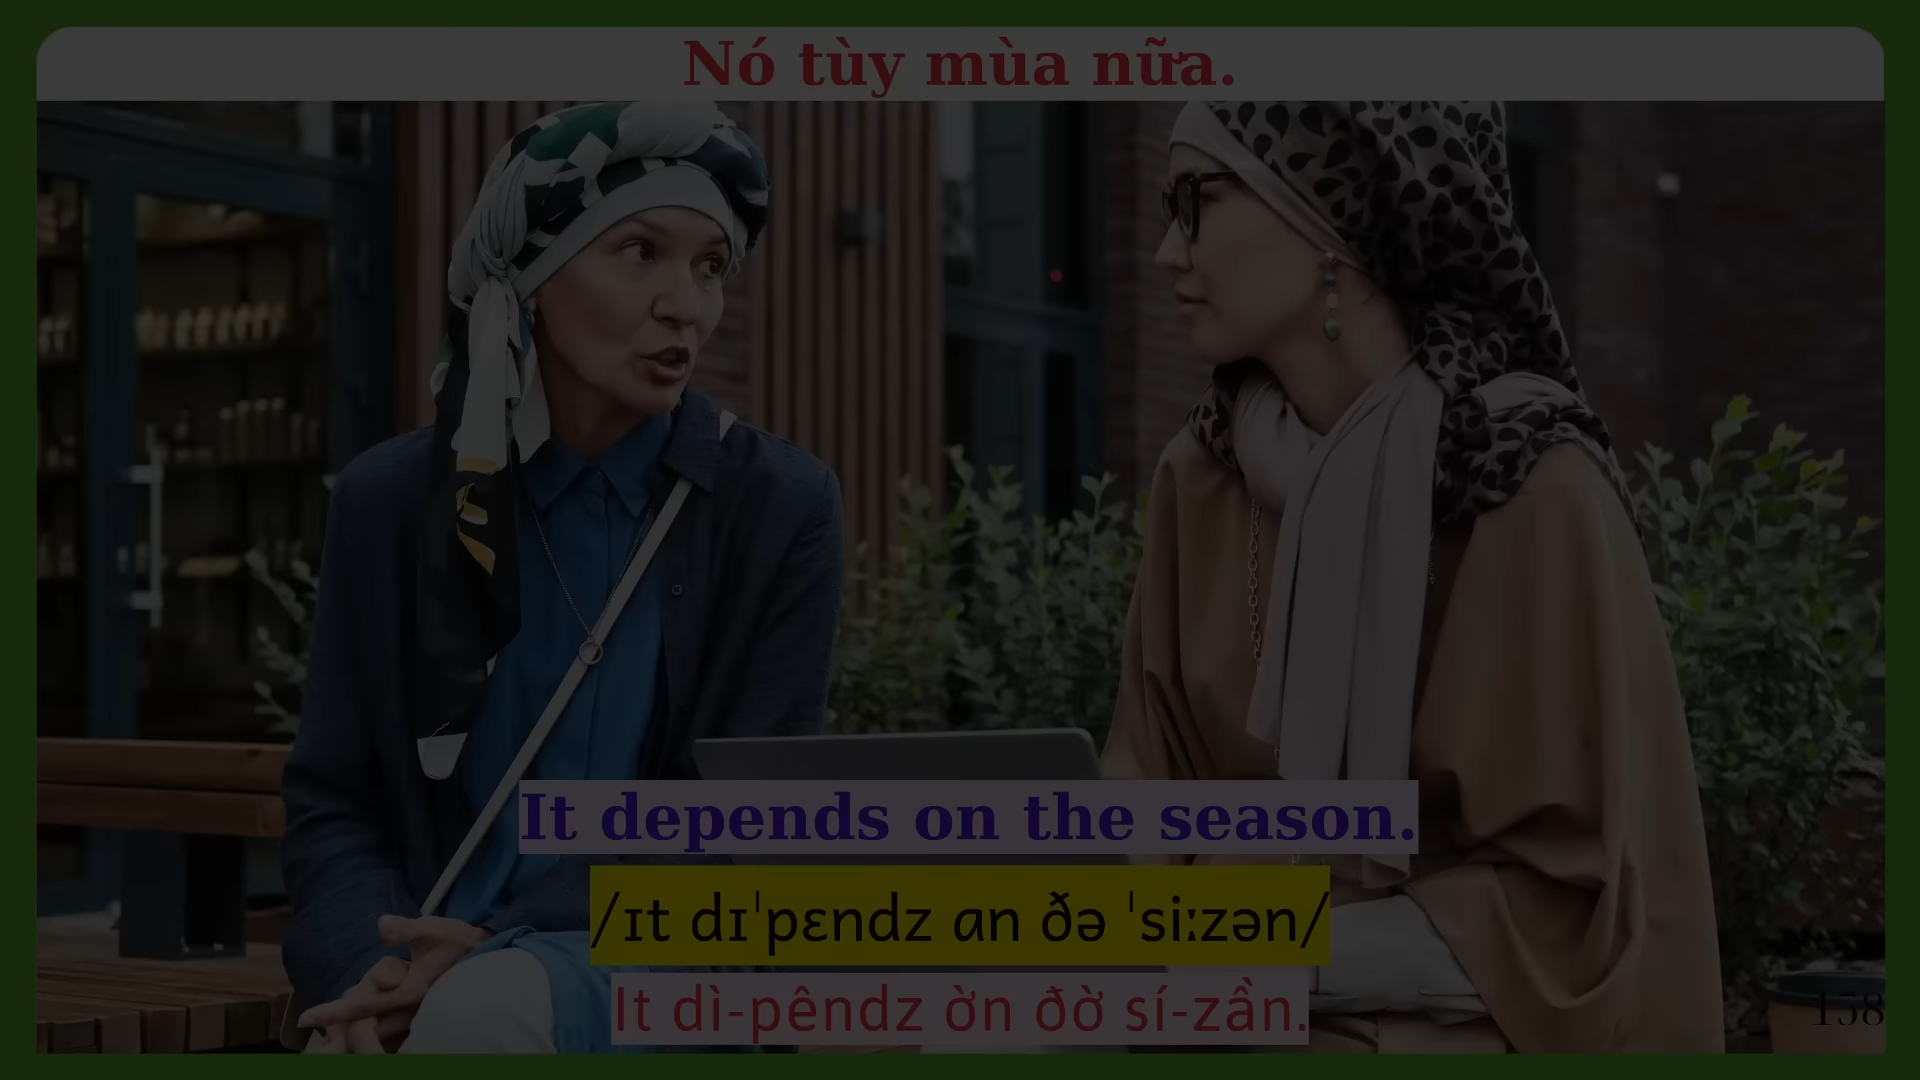 Nó tùy mùa nữa.
It depends on the season.
/ɪt dɪˈpɛndz ɑn ðə ˈsiːzən/
It dì-pêndz ờn ðờ sí-zần.
158